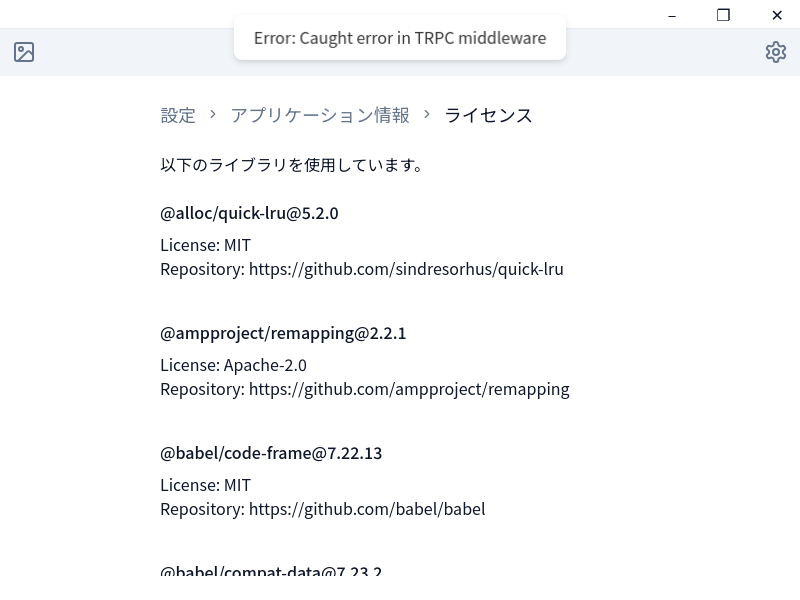 Error: Caught error in TRPC middleware
設定 > アプリケーション情報 > ライセンス
以下のライブラリを使用しています。
@alloc/quick-lru@5.2.0
License: MIT
Repository: https://github.com/sindresorhus/quick-lru
@ampproject/remapping@2.2.1
License: Apache-2.0
Repository: https://github.com/ampproject/remapping
@babel/code-frame@7.22.13
License: MIT
Repository: https://github.com/babel/babel
@babel/compat-data@7.23.2